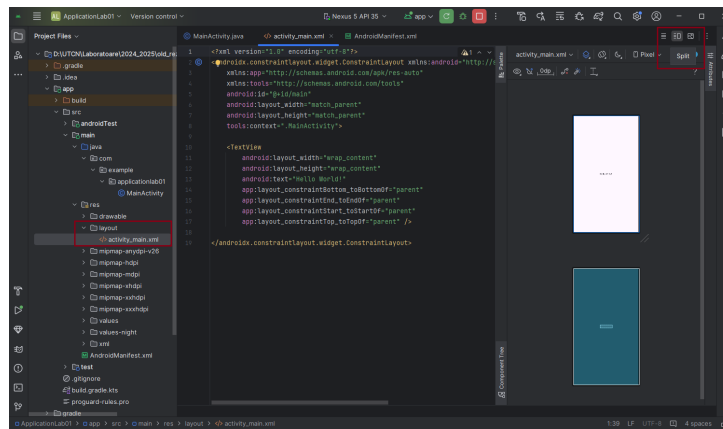 AL ApplicationLab01 Version control
Nexus 5 API 35 app
Project Files
D:\UTON\Laboratoare\2024_2025\old_re
.gradle
.idea
app
build
src
androidTest
main
java
com
example
applicationlab01
MainActivity
res
drawable
layout
activity_main.xml
mipmap-anydpi-v26
mipmap-hdpi
mipmap-mdpi
mipmap-xhdpi
mipmap-xxhdpi
mipmap-xxxhdpi
values
values-night
xml
AndroidManifest.xml
test
.gitignore
build.gradle.kts
proguard-rules.pro
gradle
MainActivity.java activity_main.xml AndroidManifest.xml
1 <?xml version="1.0" encoding="utf-8"?>
2 <androidx.constraintlayout.widget.ConstraintLayout xmlns:android="http://
3 xmlns:app="http://schemas.android.com/apk/res-auto"
4 xmlns:tools="http://schemas.android.com/tools"
5 android:id="@+id/main"
6 android:layout_width="match_parent"
7 android:layout_height="match_parent"
8 tools:context=".MainActivity">
9
10 <TextView
11 android:layout_width="wrap_content"
12 android:layout_height="wrap_content"
13 android:text="Hello World!"
14 app:layout_constraintBottom_toBottomOf="parent"
15 app:layout_constraintEnd_toEndOf="parent"
16 app:layout_constraintStart_toStartOf="parent"
17 app:layout_constraintTop_toTopOf="parent" />
18
19 </androidx.constraintlayout.widget.ConstraintLayout>
1
Palette
activity_main.xml Pixel
Split
0dp
Attributes
Component Tree
ApplicationLab01 app src main res layout activity_main.xml
1:39 LF UTF-8 4 spaces